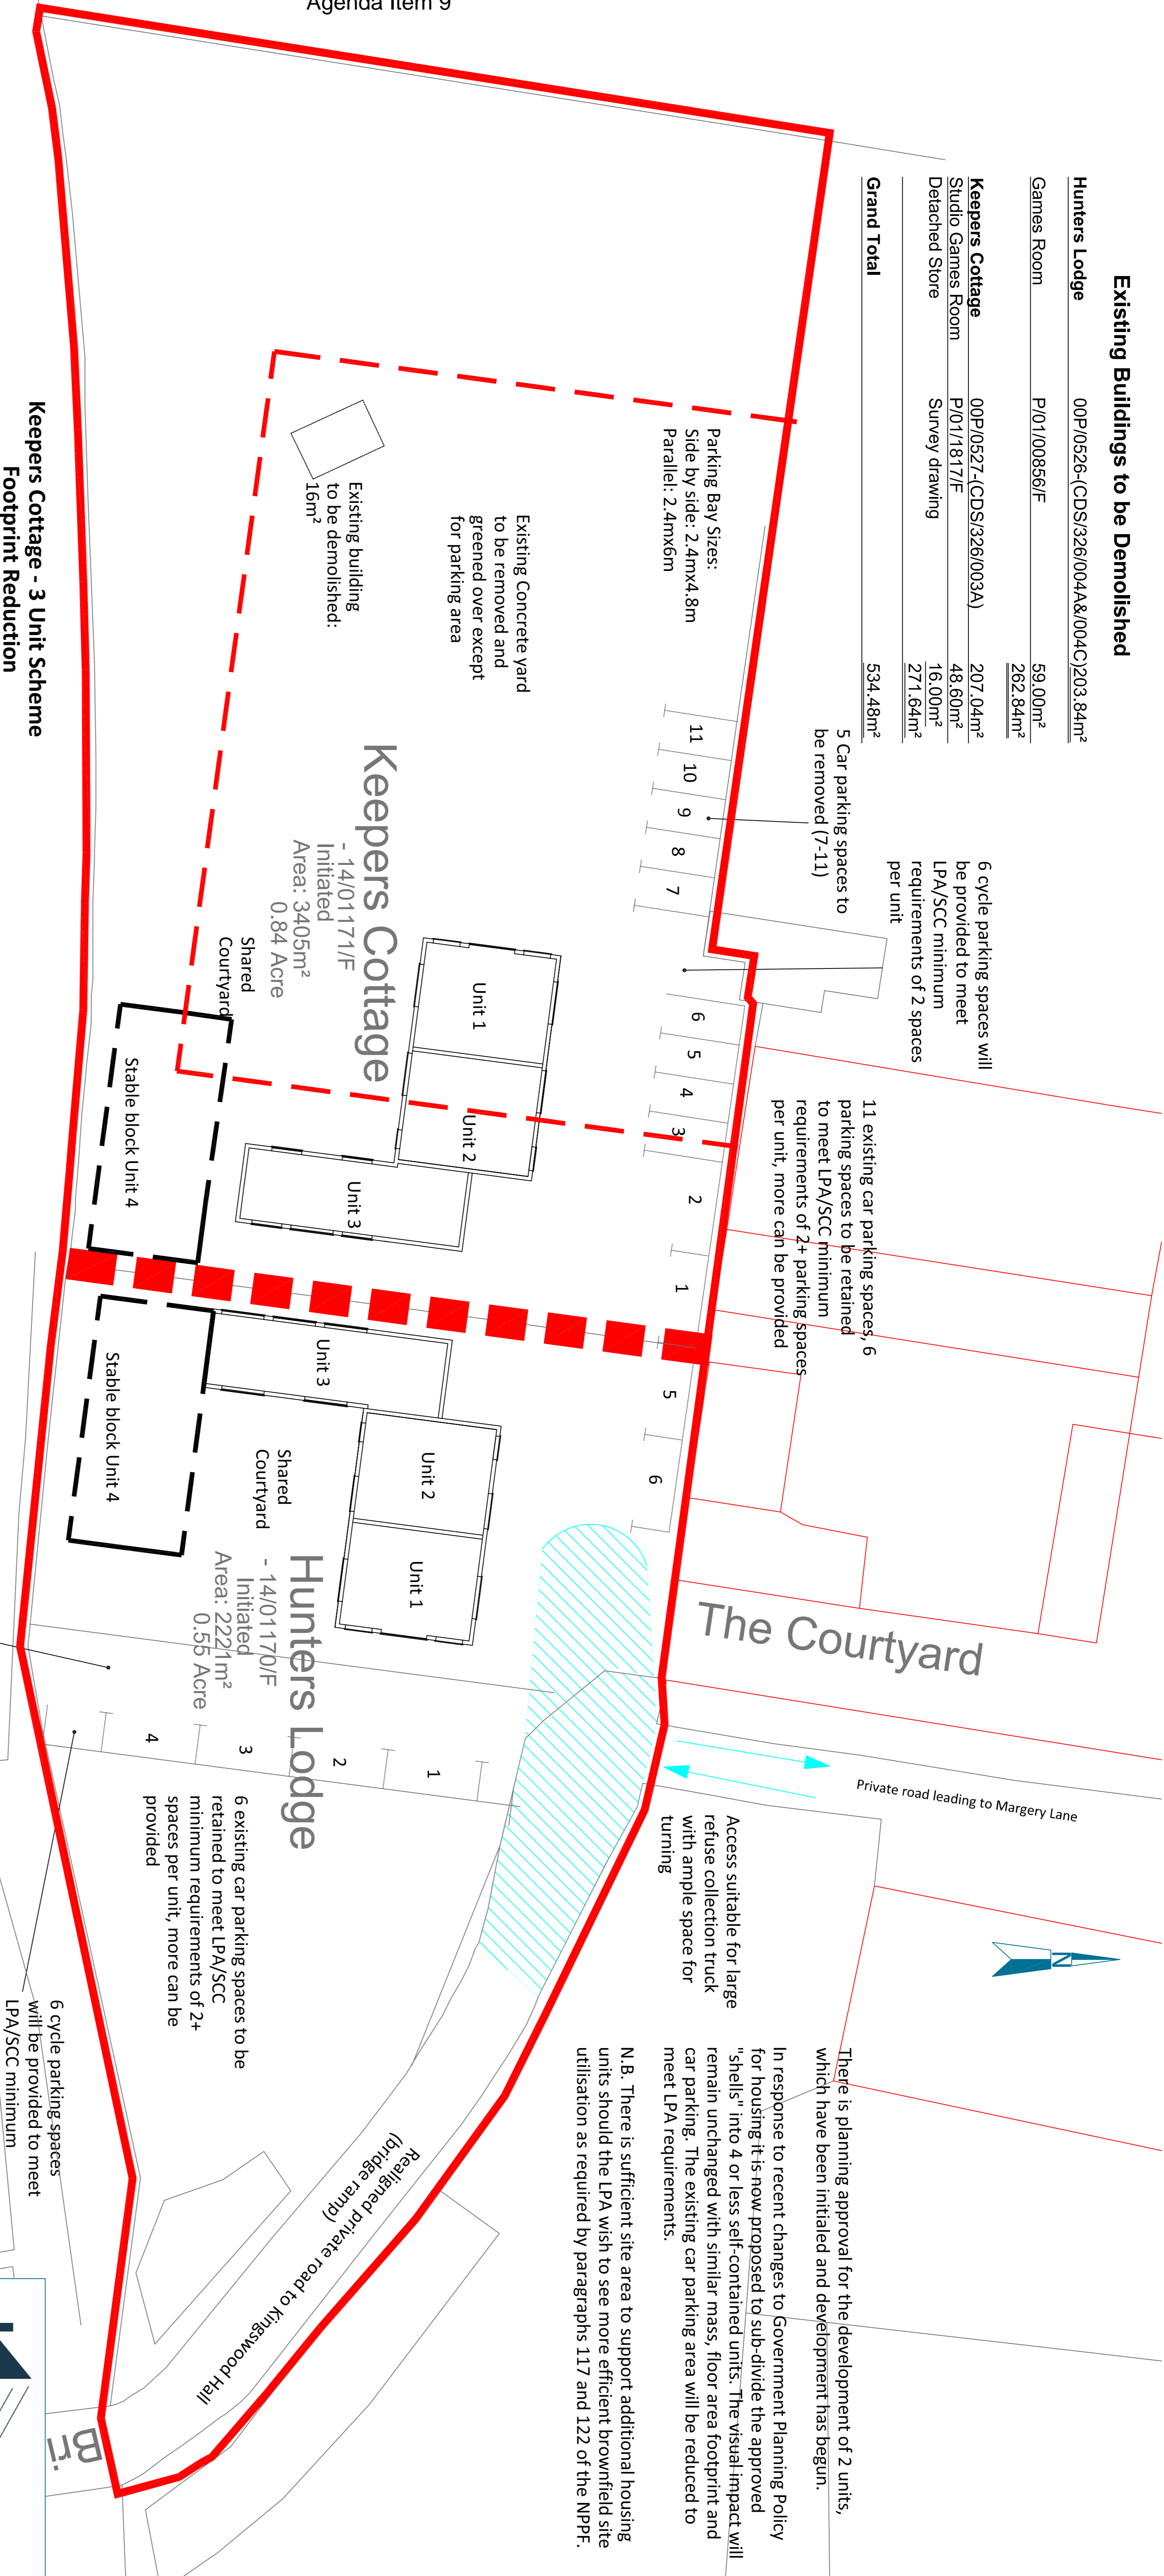 Agenda Item 9
Existing Buildings to be Demolished
Hunters Lodge 00P/0526-(CDS/326/004A&/004C)203.84m²
Games Room P/01/00856/F 59.00m²
262.84m²
Keepers Cottage 00P/0527-(CDS/326/003A) 207.04m²
Studio Games Room P/01/1817/F 48.60m²
Detached Store Survey drawing 16.00m²
271.64m²
Grand Total 534.48m²
6 cycle parking spaces will
be provided to meet
LPA/SCC minimum
requirements of 2 spaces
per unit
5 Car parking spaces to
be removed (7-11)
11 existing car parking spaces, 6
parking spaces to be retained
to meet LPA/SCC minimum
requirements of 2+ parking spaces
per unit, more can be provided
Parking Bay Sizes:
Side by side: 2.4mx4.8m
Parallel: 2.4mx6m
Existing Concrete yard
to be removed and
greened over except
for parking area
Existing building
to be demolished:
16m²
11
10
9
8
7
6
5
4
3
2
1
5
6
Keepers Cottage
- 14/01171/F
Initiated
Area: 3405m²
0.84 Acre
Shared
Courtyard
Unit 1
Unit 2
Unit 3
Stable block Unit 4
Unit 3
Unit 2
Unit 1
Stable block Unit 4
Shared
Courtyard
Hunters Lodge
- 14/01170/F
Initiated
Area: 2221m²
0.55 Acre
1
2
3
4
The Courtyard
Private road leading to Margery Lane
Access suitable for large
refuse collection truck
with ample space for
turning
N
There is planning approval for the development of 2 units,
which have been initialed and development has begun.
In response to recent changes to Government Planning Policy
for housing it is now proposed to sub-divide the approved
"shells" into 4 or less self-contained units. The visual impact will
remain unchanged with similar mass, floor area footprint and
car parking. The existing car parking area will be reduced to
meet LPA requirements.
N.B. There is sufficient site area to support additional housing
units should the LPA wish to see more efficient brownfield site
utilisation as required by paragraphs 117 and 122 of the NPPF.
6 existing car parking spaces to be
retained to meet LPA/SCC
minimum requirements of 2+
spaces per unit, more can be
provided
6 cycle parking spaces
will be provided to meet
LPA/SCC minimum
Realigned private road to Kingswood Hall
(bridge ramp)
Bri
Keepers Cottage - 3 Unit Scheme
Footprint Reduction